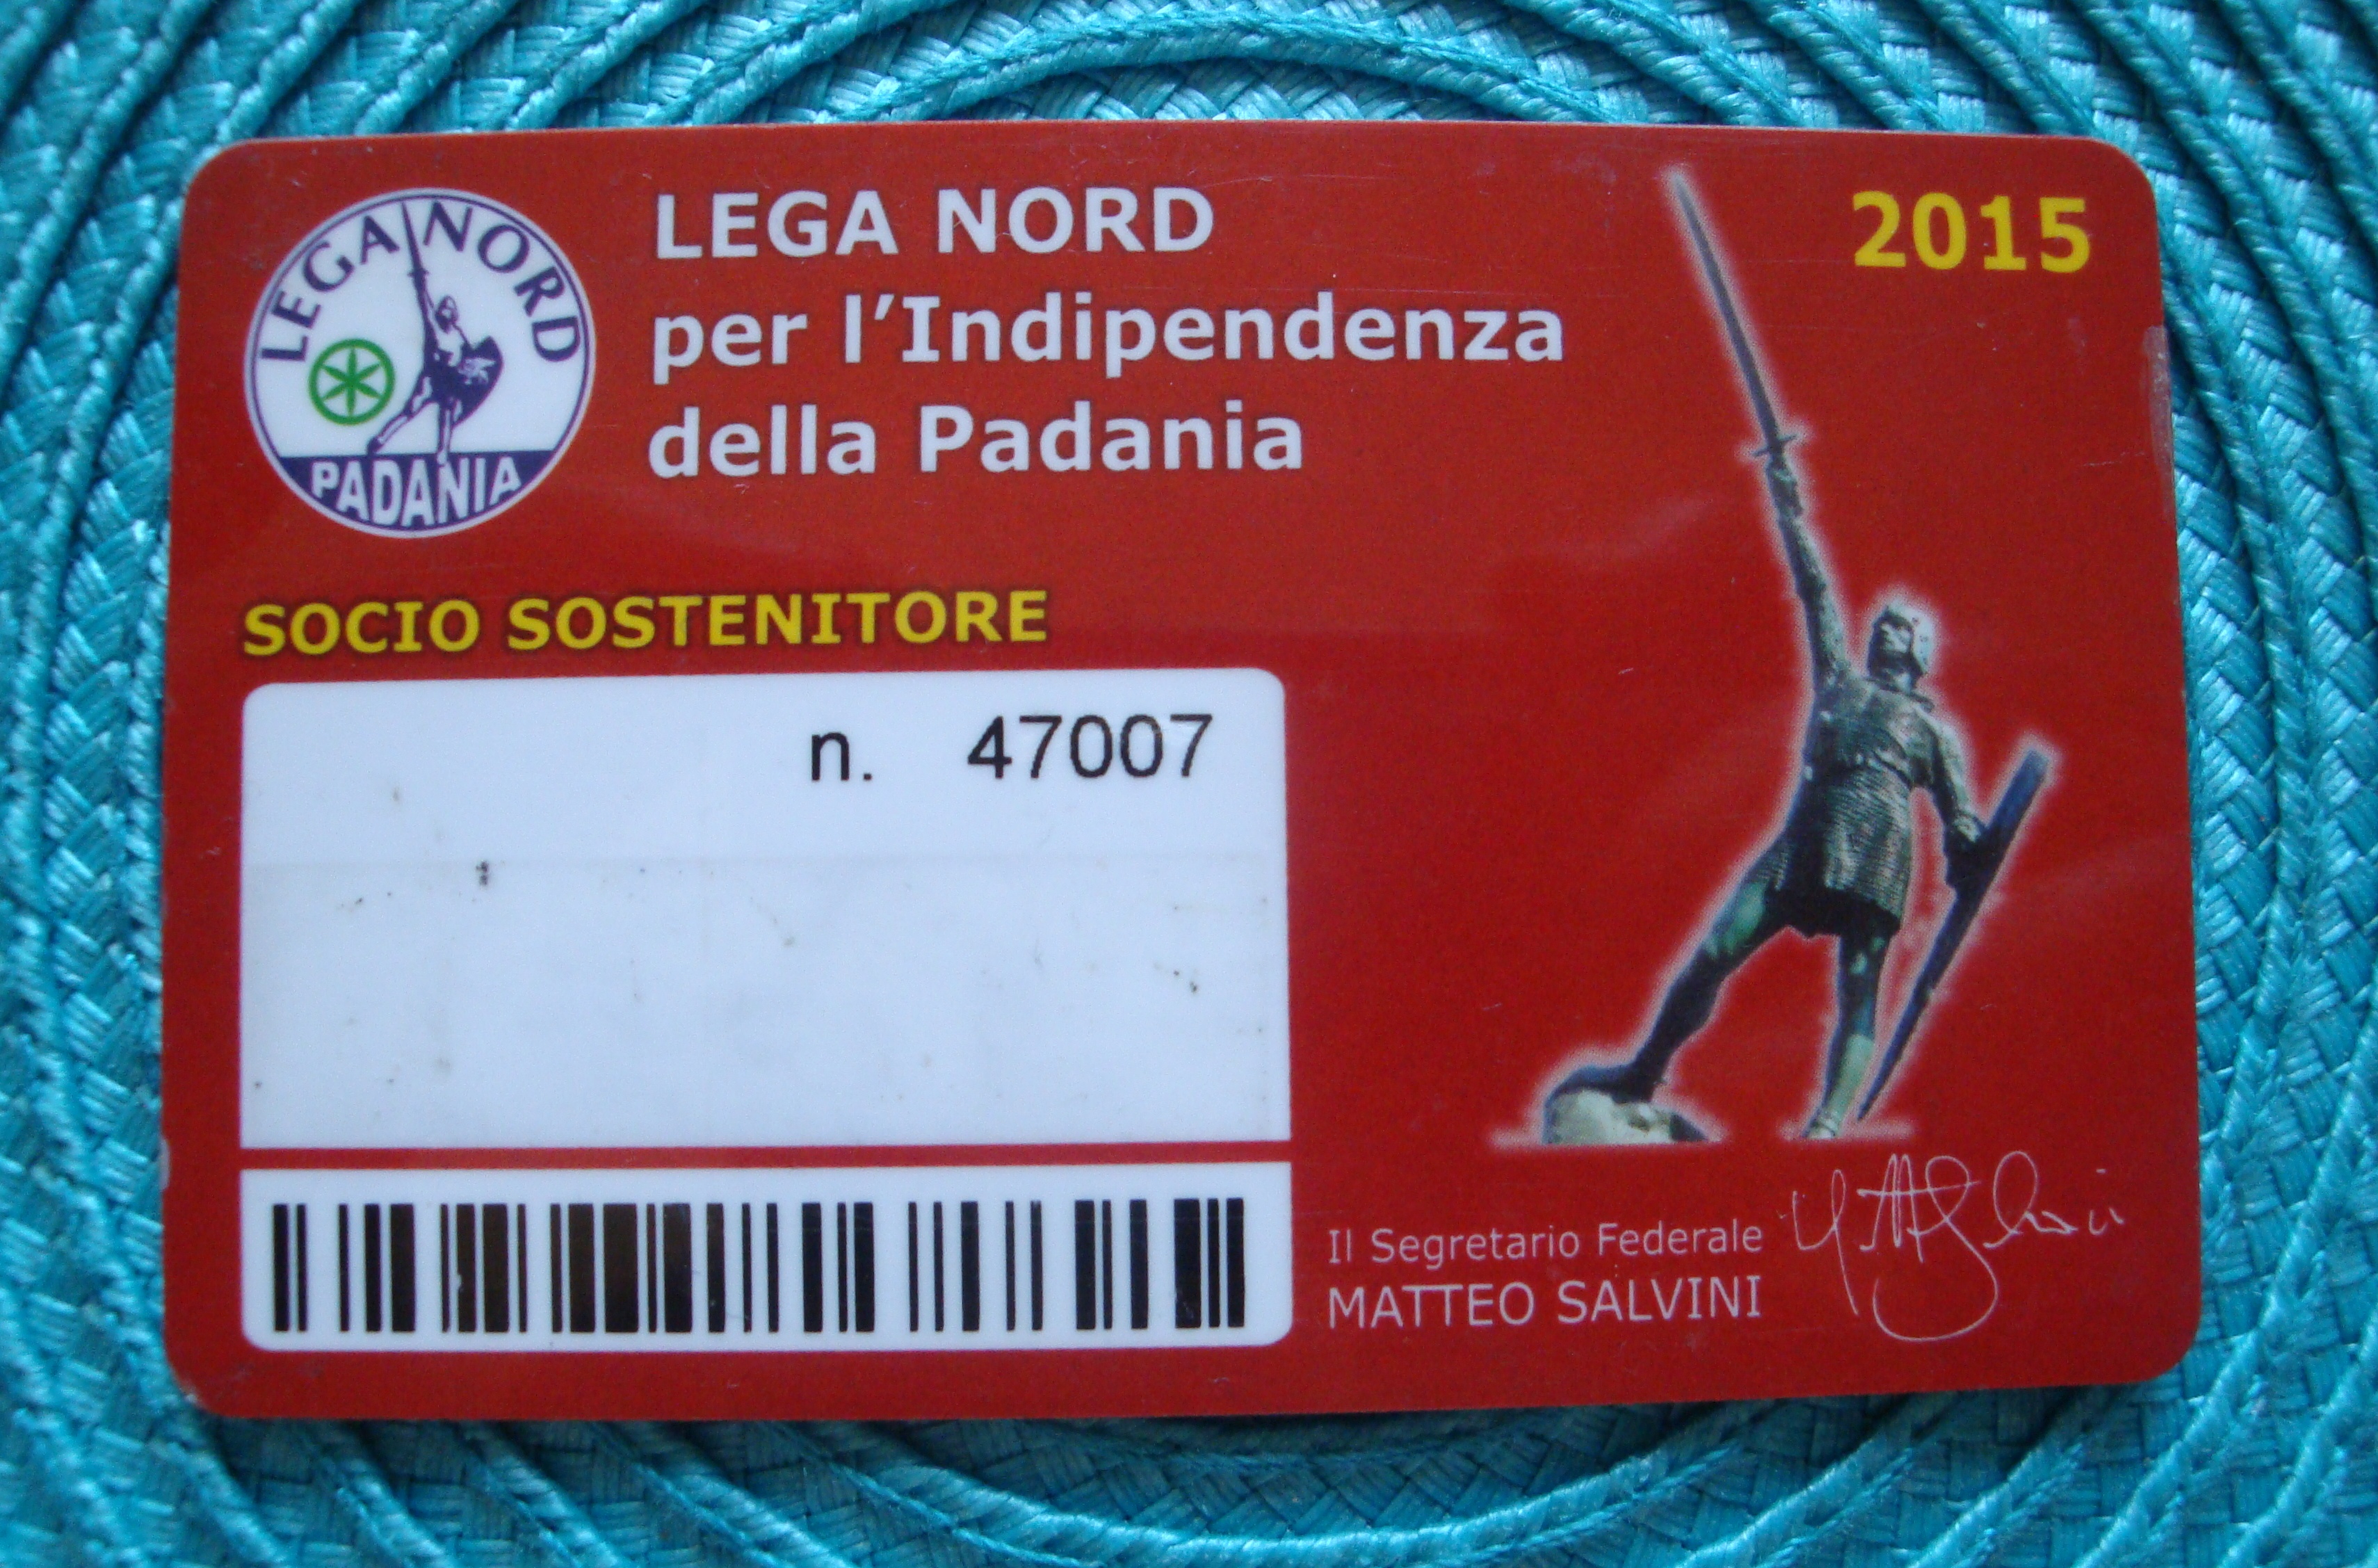 LEGA NORD
PADANIA
LEGA NORD
per l'Indipendenza
della Padania
2015
SOCIO SOSTENITORE
n. 47007
Il Segretario Federale
MATTEO SALVINI